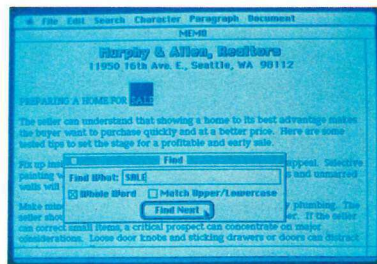 File Edit Search Character Paragraph Document
MEMO
Murphy & Allen, Realtors
11950 16th Ave. E., Seattle, WA 98112
PREPARING A HOME FOR SALE
The seller can understand that showing a home to its best advantage makes
the buyer want to purchase quickly and at a better price. Here are some
tested tips to set the stage for a profitable and early sale.
Fix up appeal. Selective
painting and unmarred
walls will
Find
Find What: SALE
Whole Word Match Upper/Lowercase
Find Next
Make plumbing. The
seller If the seller
can correct small items, a critical prospect can concentrate on major
considerations. Loose door knobs and sticking drawers or doors can distract